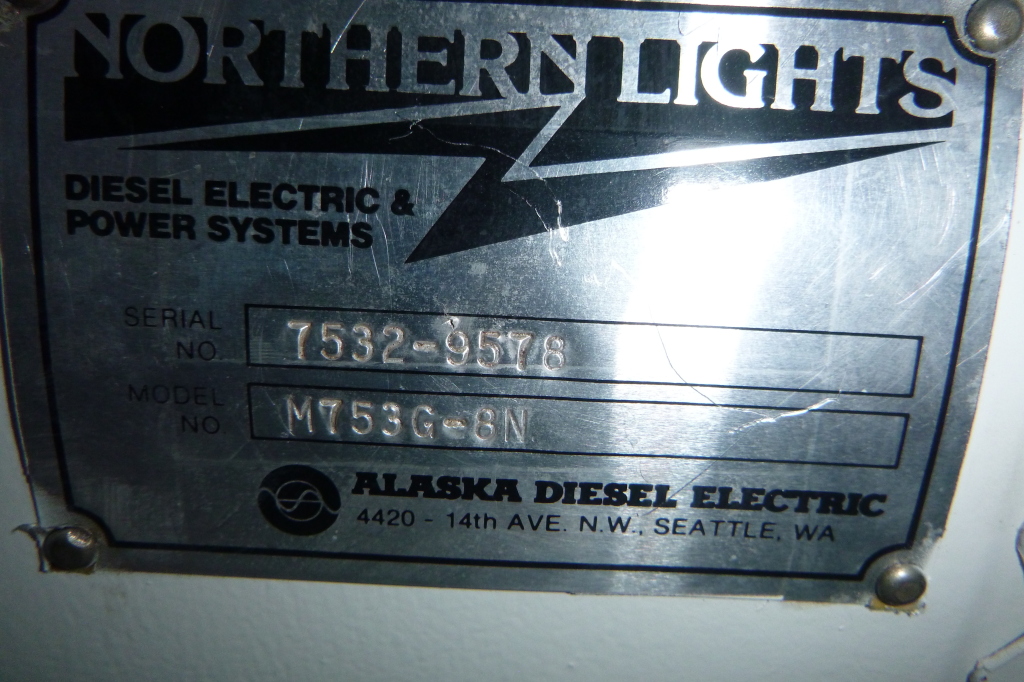 NORTHERN LIGHTS
DIESEL ELECTRIC &
POWER SYSTEMS
SERIAL
NO. 7532-9578
MODEL
NO M753G-8N
ALASKA DIESEL ELECTRIC
4420 - 14th AVE. N.W., SEATTLE, WA